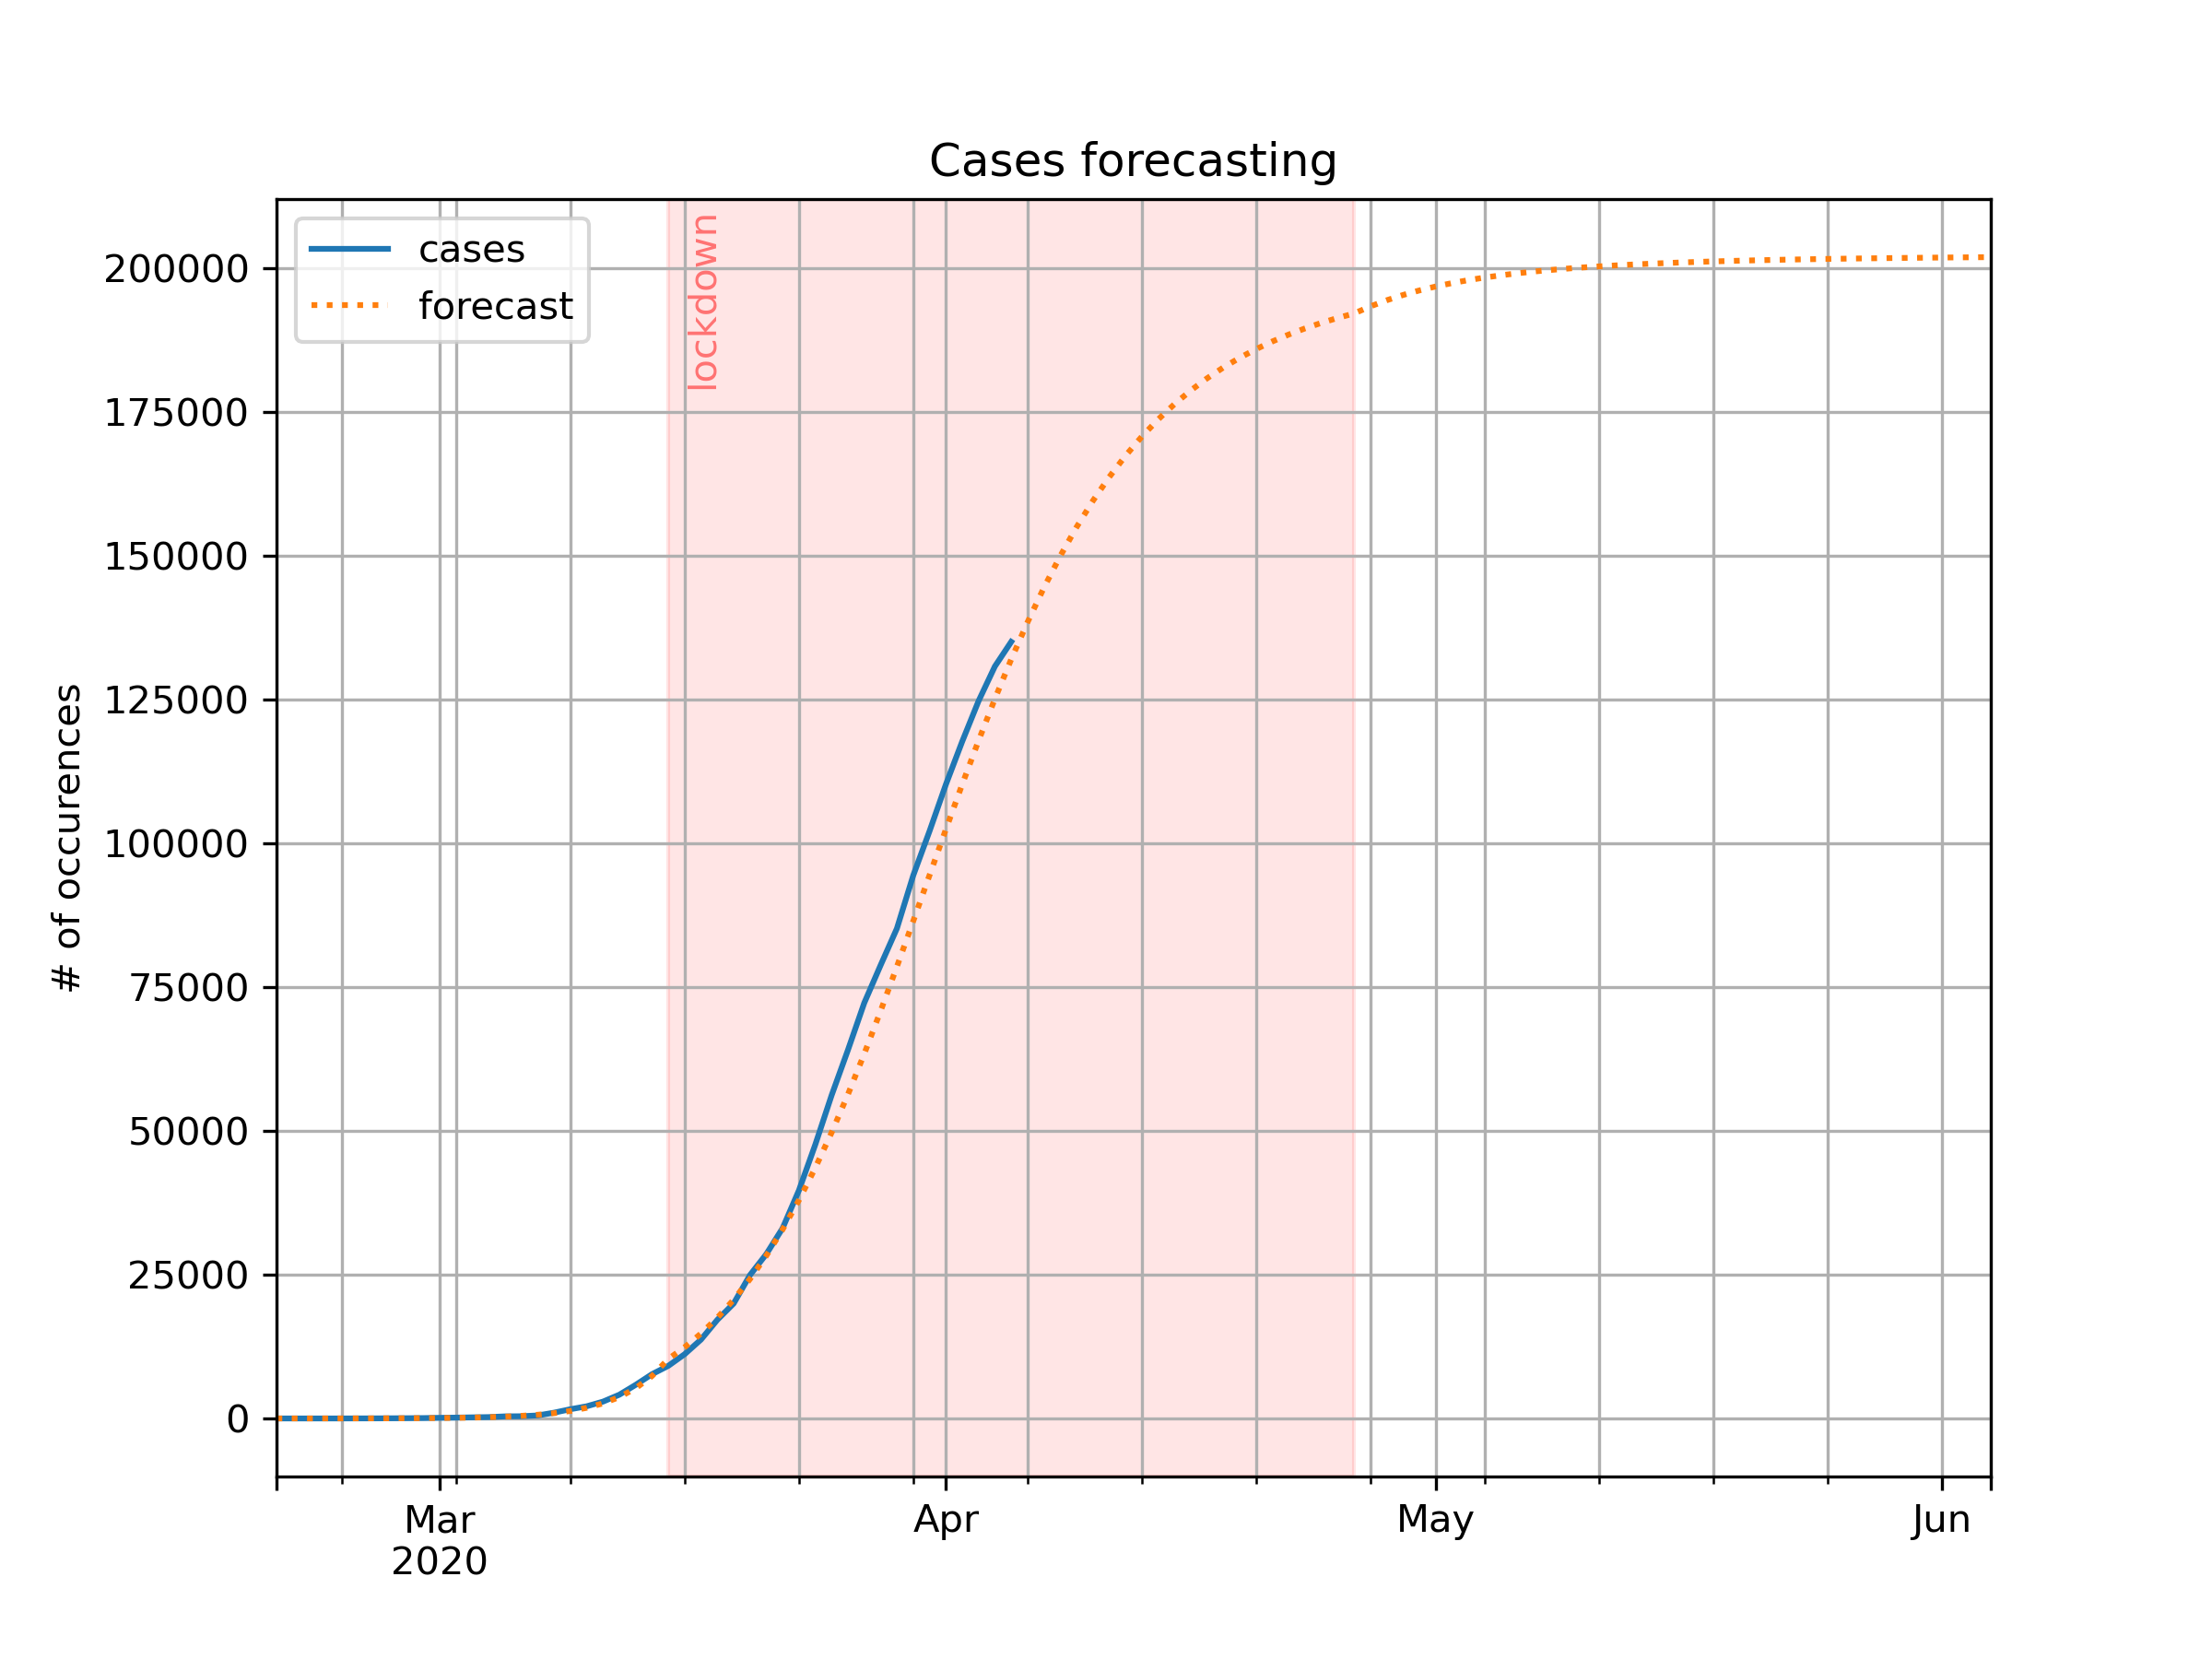 Cases forecasting
cases
forecast
lockdown
200000
175000
150000
125000
100000
75000
50000
25000
0
# of occurences
Mar
2020
Apr
May
Jun